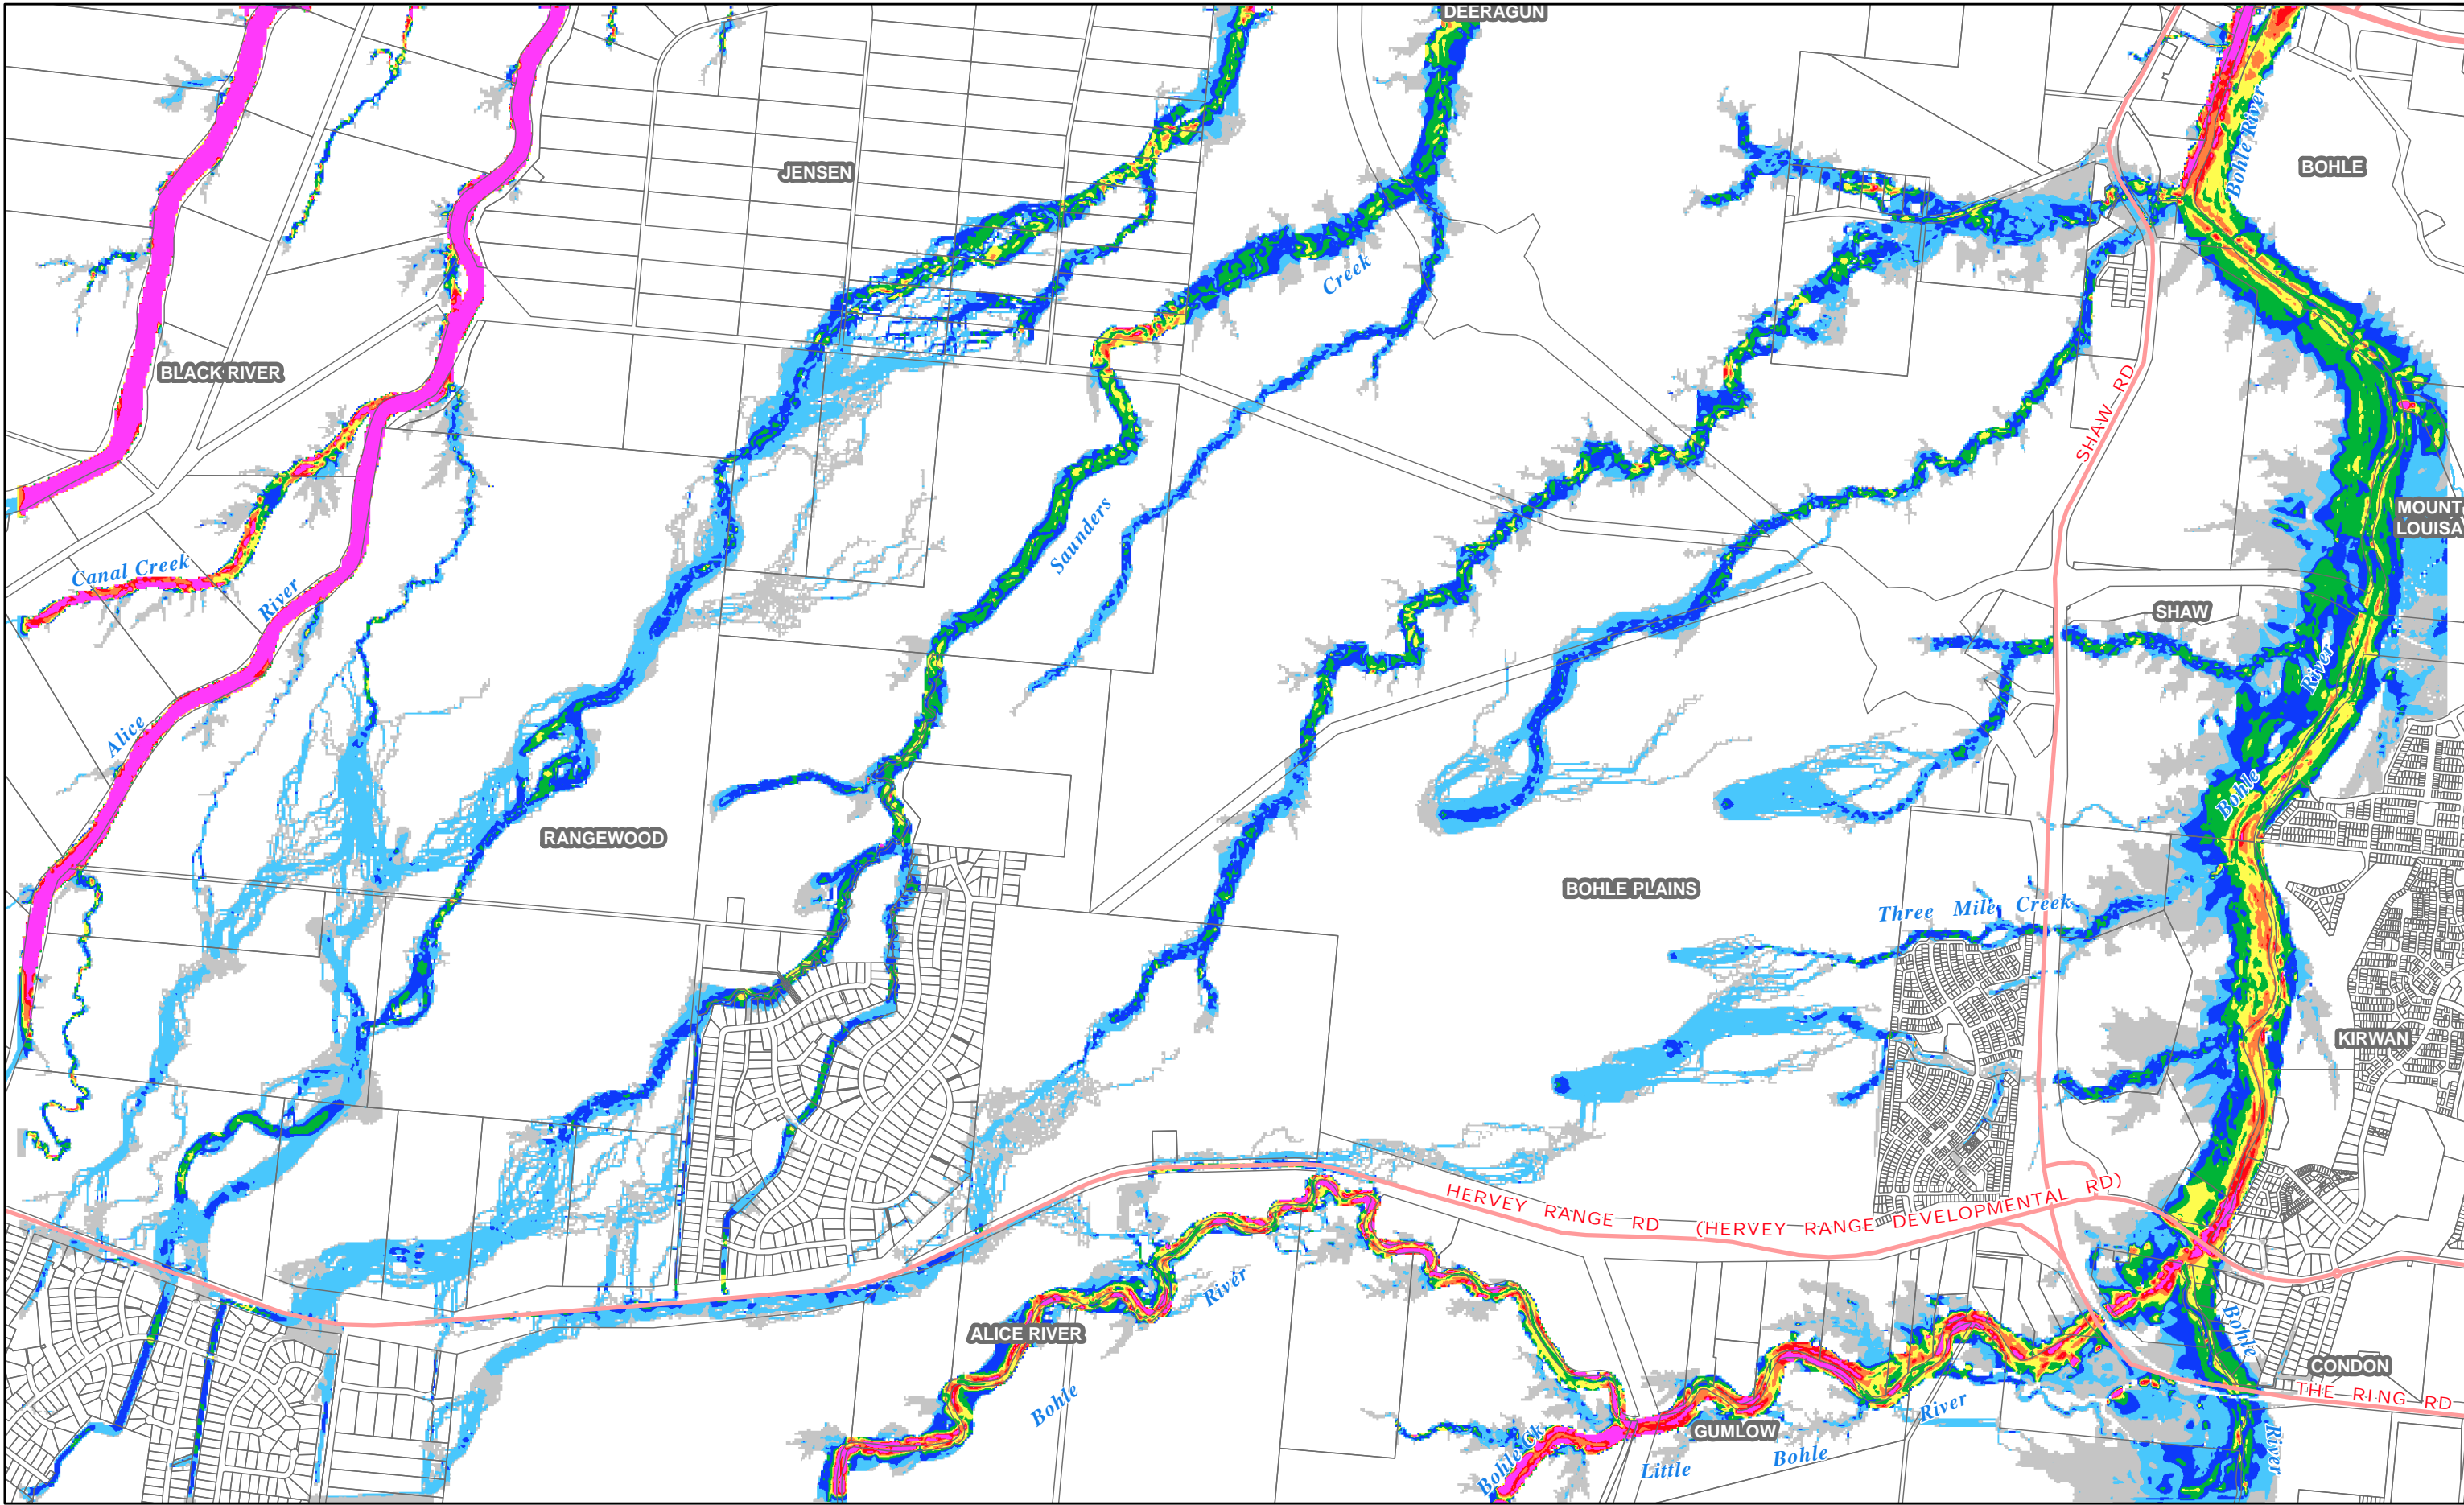 DEERAGUN
Bohle River
BOHLE
JENSEN
Creek
BLACK RIVER
SHAW RD
MOUNT
LOUISA
Saunders
Canal Creek
River
SHAW
River
Alice
Bohle
RANGEWOOD
BOHLE PLAINS
Three Mile Creek
KIRWAN
HERVEY RANGE RD (HERVEY RANGE DEVELOPMENTAL RD)
River
ALICE RIVER
Bohle
CONDON
THE RING RD
Bohle
River
GUMLOW
Bohle Ck
Little
Bohle
River